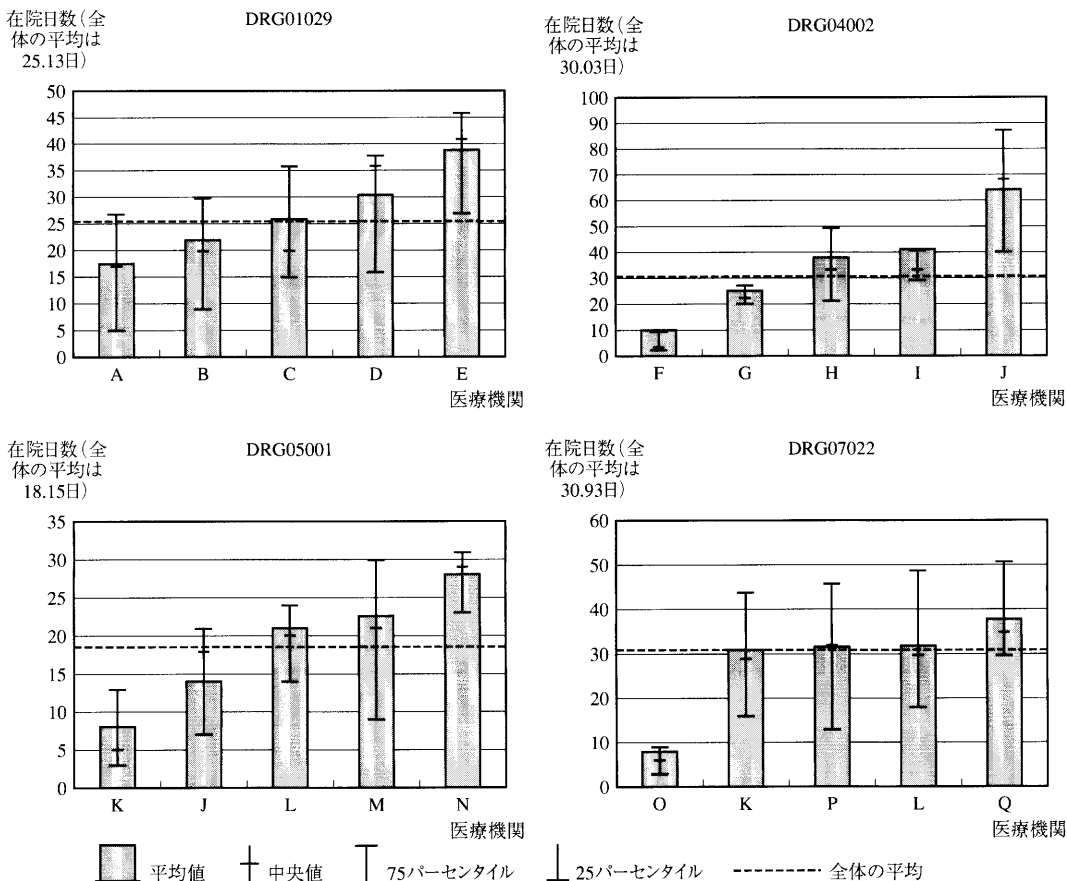 在院日数(全
体の平均は
25.13日)
DRG01029
50
45
40
35
30
25
20
15
10
5
0
A B C D E
医療機関
在院日数(全
体の平均は
30.03日)
DRG04002
100
90
80
70
60
50
40
30
20
10
0
F G H I J
医療機関
在院日数(全
体の平均は
18.15日)
DRG05001
35
30
25
20
15
10
5
0
K J L M N
医療機関
在院日数(全
体の平均は
30.93日)
DRG07022
60
50
40
30
20
10
0
O K P L Q
医療機関
平均値 中央値 75パーセンタイル 25パーセンタイル 全体の平均